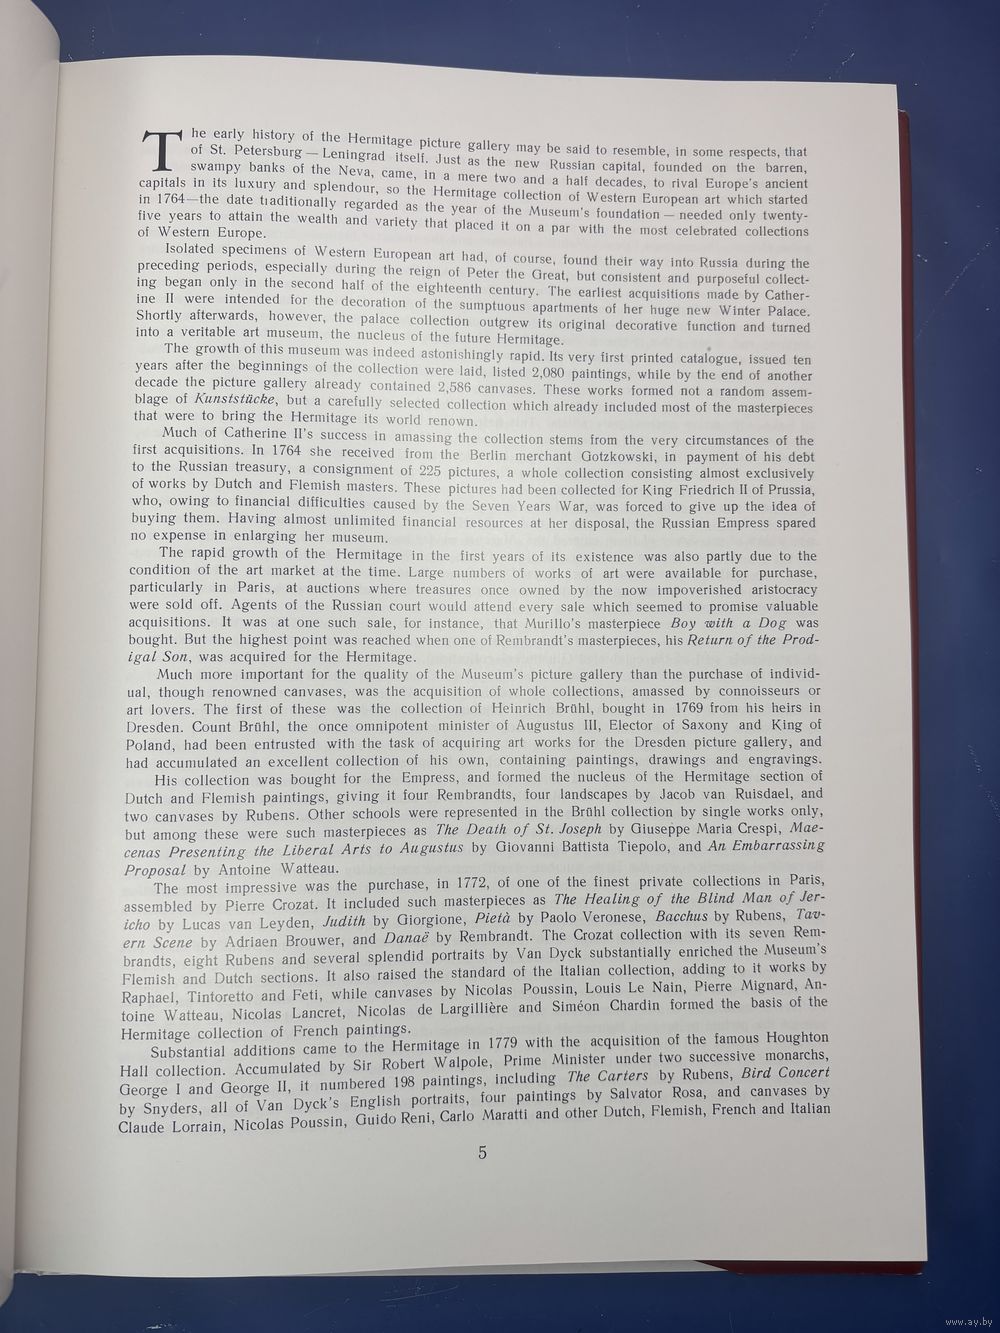 The early history of the Hermitage picture gallery may be said to resemble, in some respects, that
of St. Petersburg — Leningrad itself. Just as the new Russian capital, founded on the barren,
swampy banks of the Neva, came, in a mere two and a half decades, to rival Europe's ancient
capitals in its luxury and splendour, so the Hermitage collection of Western European art which started
in 1764—the date traditionally regarded as the year of the Museum's foundation — needed only twenty-
five years to attain the wealth and variety that placed it on a par with the most celebrated collections
of Western Europe.
Isolated specimens of Western European art had, of course, found their way into Russia during the
preceding periods, especially during the reign of Peter the Great, but consistent and purposeful collect-
ing began only in the second half of the eighteenth century. The earliest acquisitions made by Cather-
ine II were intended for the decoration of the sumptuous apartments of her huge new Winter Palace.
Shortly afterwards, however, the palace collection outgrew its original decorative function and turned
into a veritable art museum, the nucleus of the future Hermitage.
The growth of this museum was indeed astonishingly rapid. Its very first printed catalogue, issued ten
years after the beginnings of the collection were laid, listed 2,080 paintings, while by the end of another
decade the picture gallery already contained 2,586 canvases. These works formed not a random assem-
blage of Kunststücke, but a carefully selected collection which already included most of the masterpieces
that were to bring the Hermitage its world renown.
Much of Catherine II's success in amassing the collection stems from the very circumstances of the
first acquisitions. In 1764 she received from the Berlin merchant Gotzkowski, in payment of his debt
to the Russian treasury, a consignment of 225 pictures, a whole collection consisting almost exclusively
of works by Dutch and Flemish masters. These pictures had been collected for King Friedrich II of Prussia,
who, owing to financial difficulties caused by the Seven Years War, was forced to give up the idea of
buying them. Having almost unlimited financial resources at her disposal, the Russian Empress spared
no expense in enlarging her museum.
The rapid growth of the Hermitage in the first years of its existence was also partly due to the
condition of the art market at the time. Large numbers of works of art were available for purchase,
particularly in Paris, at auctions where treasures once owned by the now impoverished aristocracy
were sold off. Agents of the Russian court would attend every sale which seemed to promise valuable
acquisitions. It was at one such sale, for instance, that Murillo's masterpiece Boy with a Dog was
bought. But the highest point was reached when one of Rembrandt's masterpieces, his Return of the Prod-
igal Son, was acquired for the Hermitage.
Much more important for the quality of the Museum's picture gallery than the purchase of individ-
ual, though renowned canvases, was the acquisition of whole collections, amassed by connoisseurs or
art lovers. The first of these was the collection of Heinrich Brühl, bought in 1769 from his heirs in
Dresden. Count Brühl, the once omnipotent minister of Augustus III, Elector of Saxony and King of
Poland, had been entrusted with the task of acquiring art works for the Dresden picture gallery, and
had accumulated an excellent collection of his own, containing paintings, drawings and engravings.
His collection was bought for the Empress, and formed the nucleus of the Hermitage section of
Dutch and Flemish paintings, giving it four Rembrandts, four landscapes by Jacob van Ruisdael, and
two canvases by Rubens. Other schools were represented in the Brühl collection by single works only,
but among these were such masterpieces as The Death of St. Joseph by Giuseppe Maria Crespi, Mae-
cenas Presenting the Liberal Arts to Augustus by Giovanni Battista Tiepolo, and An Embarrassing
Proposal by Antoine Watteau.
The most impressive was the purchase, in 1772, of one of the finest private collections in Paris,
assembled by Pierre Crozat. It included such masterpieces as The Healing of the Blind Man of Jer-
icho by Lucas van Leyden, Judith by Giorgione, Pietà by Paolo Veronese, Bacchus by Rubens, Tav-
ern Scene by Adriaen Brouwer, and Danaë by Rembrandt. The Crozat collection with its seven Rem-
brandts, eight Rubens and several splendid portraits by Van Dyck substantially enriched the Museum's
Flemish and Dutch sections. It also raised the standard of the Italian collection, adding to it works by
Raphael, Tintoretto and Feti, while canvases by Nicolas Poussin, Louis Le Nain, Pierre Mignard, An-
toine Watteau, Nicolas Lancret, Nicolas de Largillière and Siméon Chardin formed the basis of the
Hermitage collection of French paintings.
Substantial additions came to the Hermitage in 1779 with the acquisition of the famous Houghton
Hall collection. Accumulated by Sir Robert Walpole, Prime Minister under two successive monarchs,
George I and George II, it numbered 198 paintings, including The Carters by Rubens, Bird Concert
by Snyders, all of Van Dyck's English portraits, four paintings by Salvator Rosa, and canvases by
Claude Lorrain, Nicolas Poussin, Guido Reni, Carlo Maratti and other Dutch, Flemish, French and Italian
5
www.ay.by